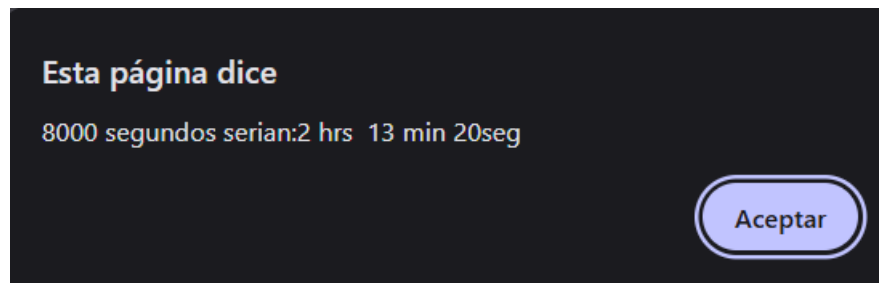 Esta página dice
8000 segundos serian:2 hrs  13 min 20seg
Aceptar